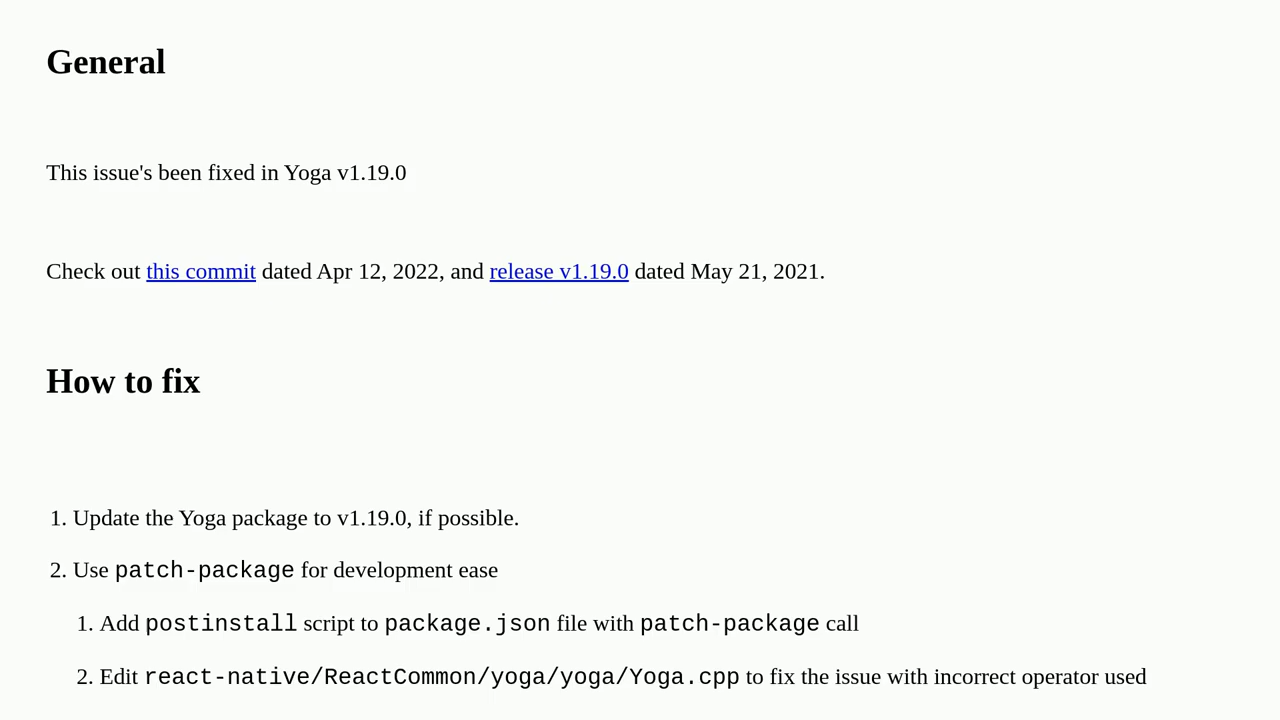 General
This issue's been fixed in Yoga v1.19.0
Check out this commit dated Apr 12, 2022, and release v1.19.0 dated May 21, 2021.
How to fix
1. Update the Yoga package to v1.19.0, if possible.
2. Use patch-package for development ease
1. Add postinstall script to package.json file with patch-package call
2. Edit react-native/ReactCommon/yoga/yoga/Yoga.cpp to fix the issue with incorrect operator used